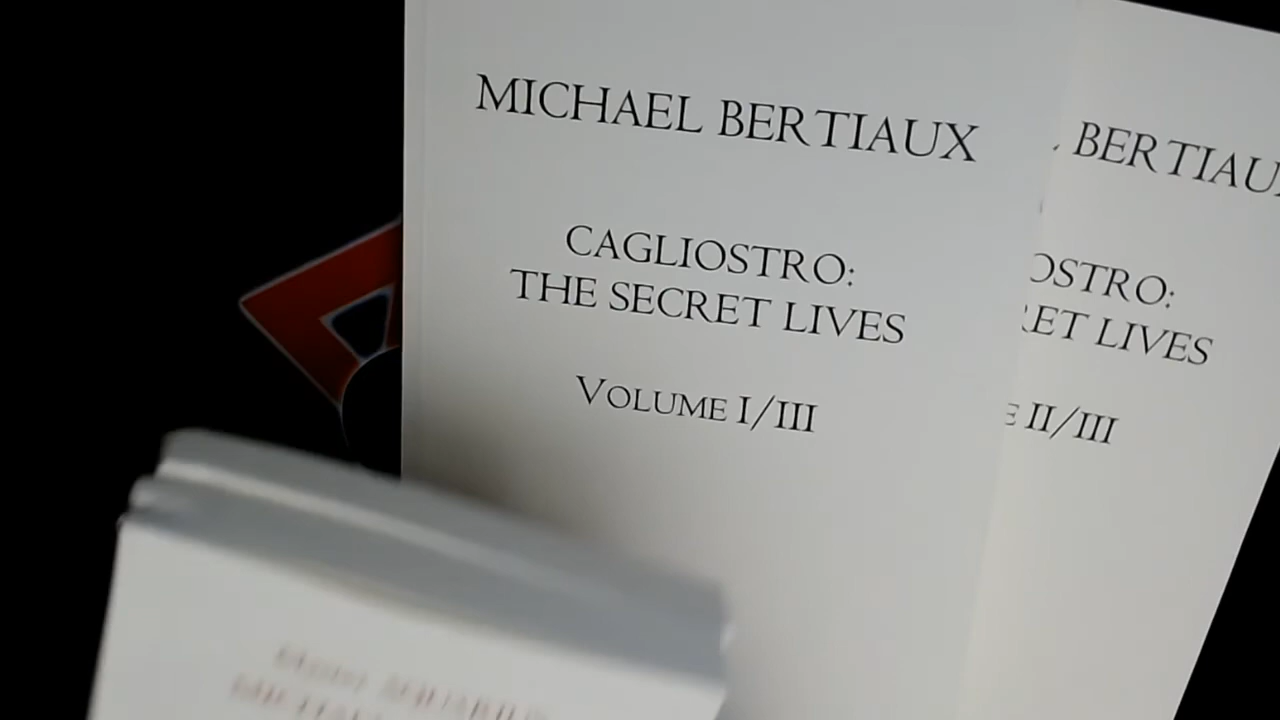 MICHAEL BERTIAUX
CAGLIOSTRO:
THE SECRET LIVES
VOLUME I/III
BERTIAU
OSTRO:
RET LIVES
E II/III